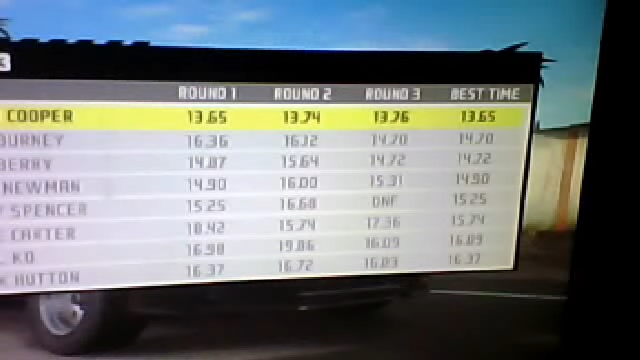 ROUND 1 ROUND 2 ROUND 3 BEST TIME
COOPER 13.65 13.74 13.76 13.65
BURNEY 16.36 16.12 14.70 14.70
BERRY 14.87 15.64 14.72 14.72
NEWMAN 14.90 16.00 15.31 14.90
SPENCER 15.25 16.68 DNF 15.25
CARTER 18.42 15.74 17.36 15.74
KO 16.98 19.86 16.09 16.09
HUTTON 16.37 16.72 16.83 16.37